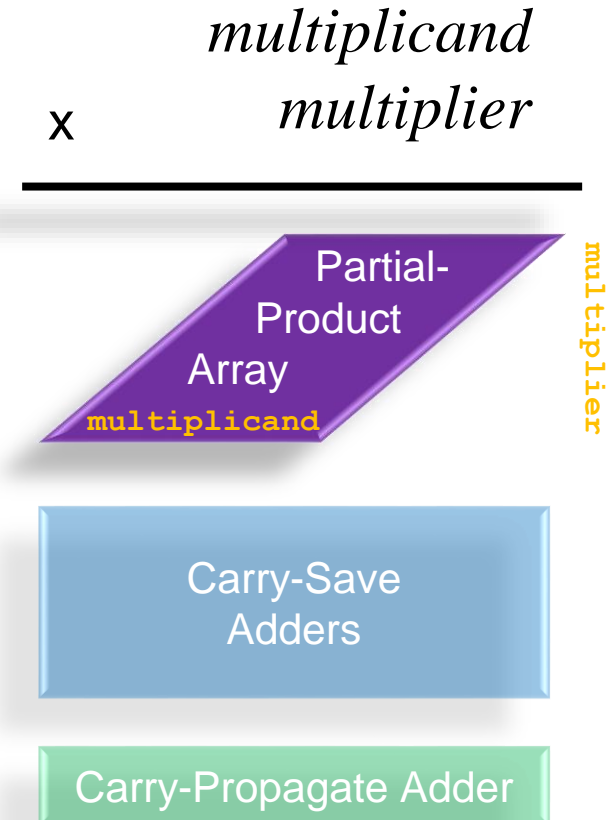 multiplicand
x multiplier
Partial-
Product
Array
multiplicand
multiplier
Carry-Save
Adders
Carry-Propagate Adder